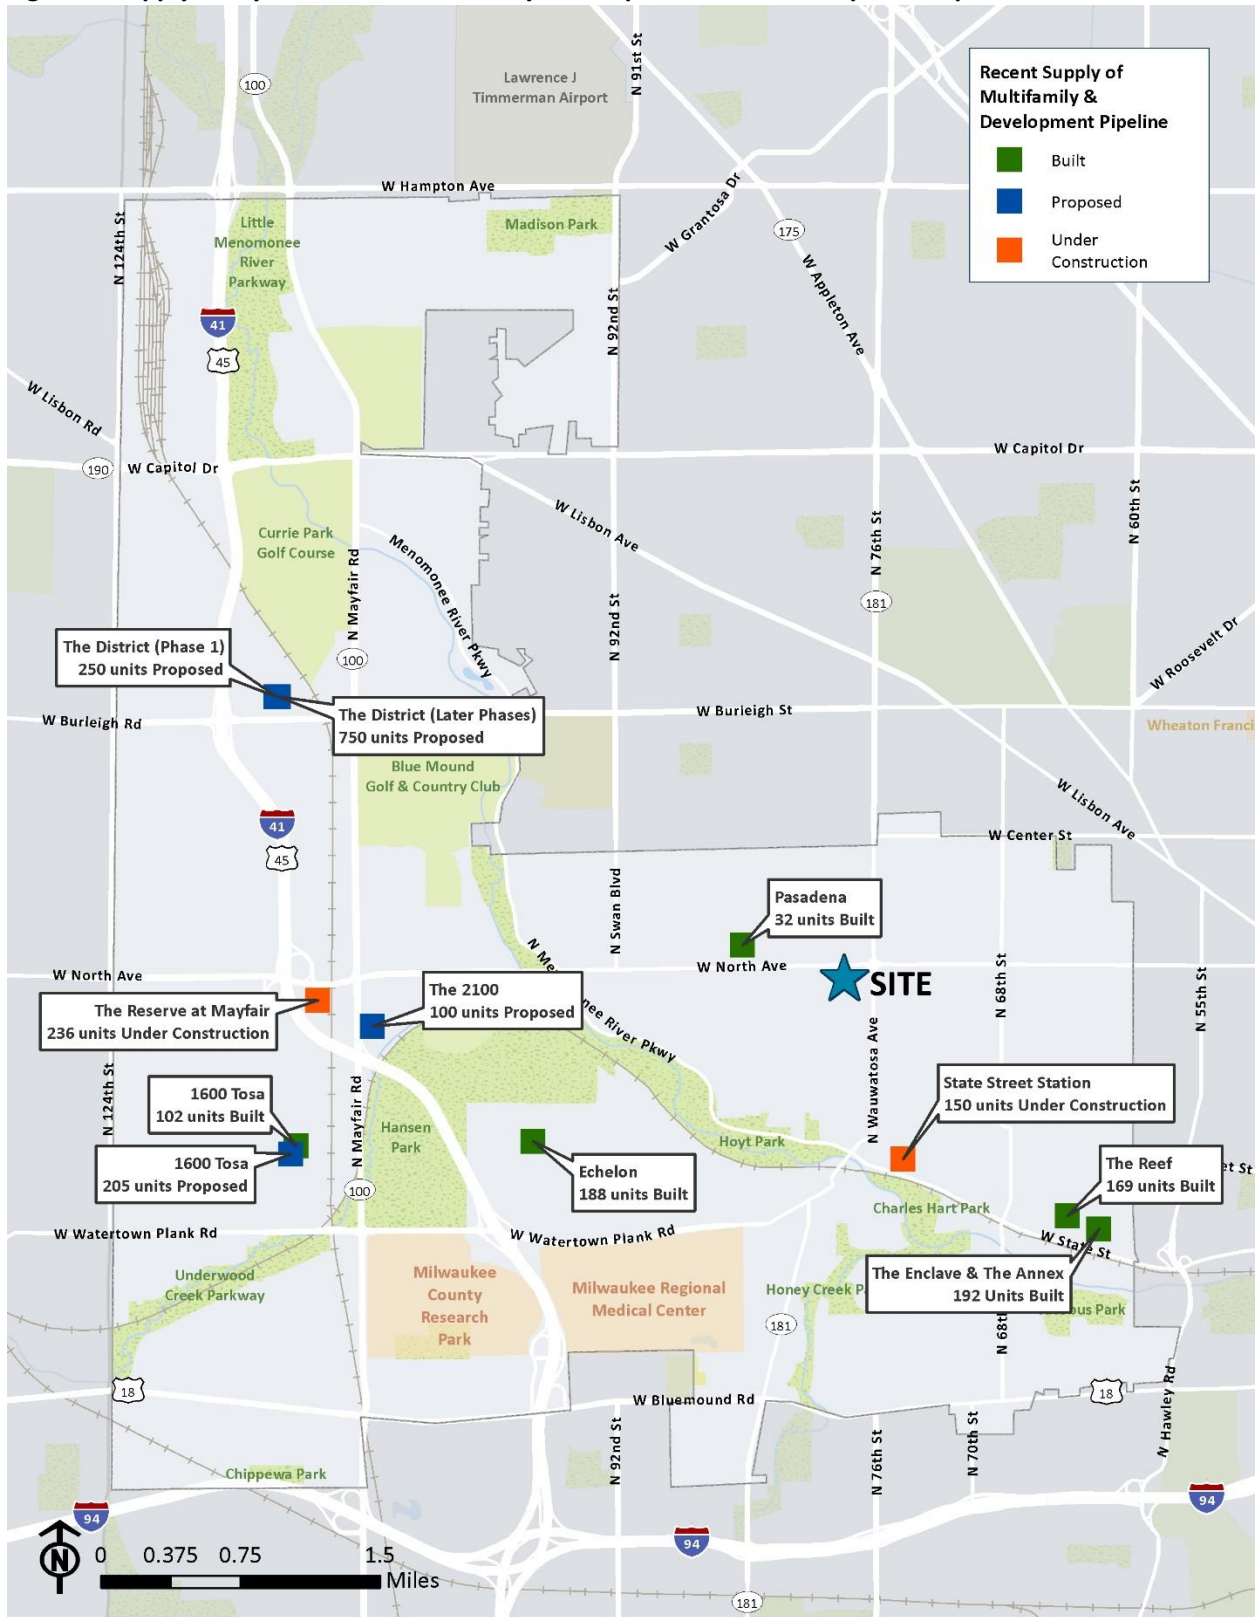 Lawrence J
Timmerman Airport
N 91st St
100
Recent Supply of
Multifamily &
Development Pipeline
Built
Proposed
Under
Construction
W Hampton Ave
N 124th St
Little
Menomonee
River
Parkway
Madison Park
W Grantosa Dr
175
W Appleton Ave
41
45
N 92nd St
W Lisbon Rd
190
W Capitol Dr
W Capitol Dr
W Lisbon Ave
N 76th St
N 60th St
Currie Park
Golf Course
N Mayfair Rd
Menomonee River Pkwy
N 92nd St
181
W Roosevelt Dr
100
The District (Phase 1)
250 units Proposed
The District (Later Phases)
750 units Proposed
W Burleigh Rd
W Burleigh St
Blue Mound
Golf & Country Club
W Lisbon Ave
41
45
W Center St
Pasadena
32 units Built
N Swan Blvd
W North Ave
W North Ave
SITE
N 68th St
N 55th St
The Reserve at Mayfair
236 units Under Construction
The 2100
100 units Proposed
River Pkwy
N Wauwatosa Ave
N 124th St
N Mayfair Rd
1600 Tosa
102 units Built
1600 Tosa
205 units Proposed
Hansen
Park
Hoyt Park
State Street Station
150 units Under Construction
Echelon
188 units Built
The Reef
169 units Built
100
Charles Hart Park
W Watertown Plank Rd
W Watertown Plank Rd
W State St
The Enclave & The Annex
192 Units Built
Underwood
Creek Parkway
Milwaukee
County
Research
Park
Milwaukee Regional
Medical Center
Honey Creek
Park
181
18
W Bluemound Rd
18
N 92nd St
N 76th St
N 70th St
N Hawley Rd
Chippewa Park
94
94
94
N
0 0.375 0.75 1.5
Miles
181